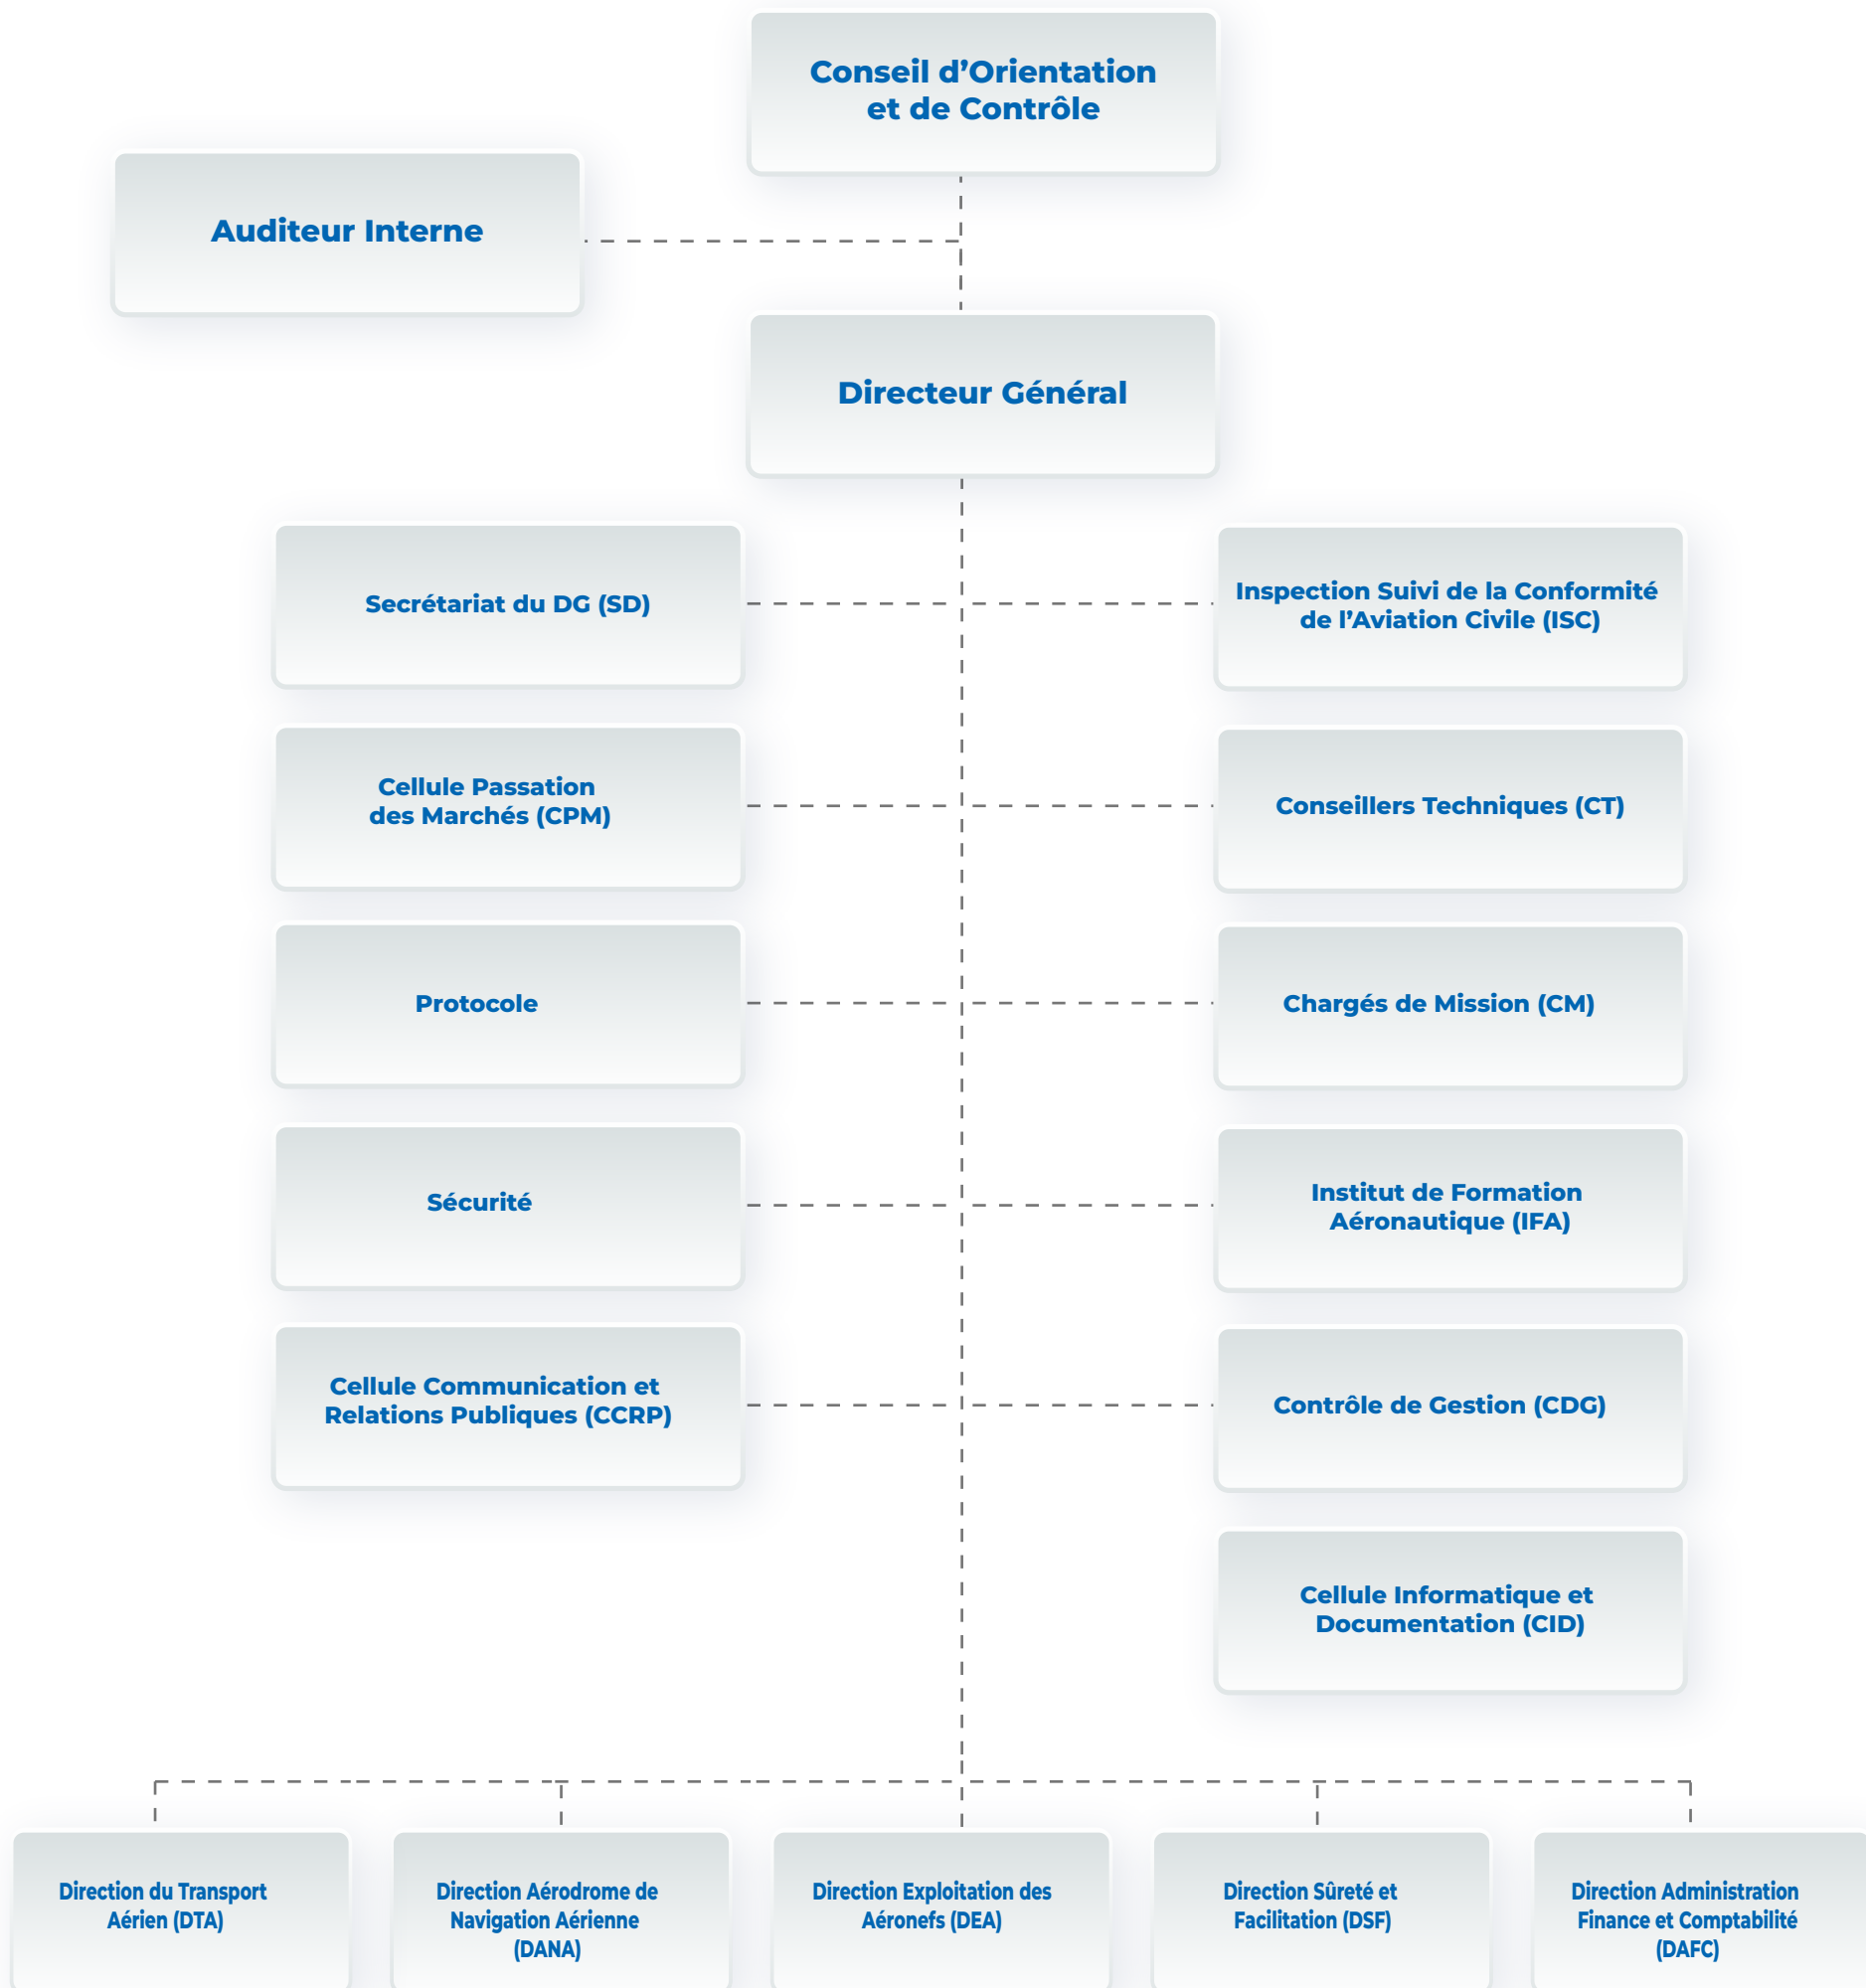 Conseil d’Orientation
et de Contrôle
Auditeur Interne
Directeur Général
Secrétariat du DG (SD)
Inspection Suivi de la Conformité
de l’Aviation Civile (ISC)
Cellule Passation
des Marchés (CPM)
Conseillers Techniques (CT)
Protocole
Chargés de Mission (CM)
Sécurité
Institut de Formation
Aéronautique (IFA)
Cellule Communication et
Relations Publiques (CCRP)
Contrôle de Gestion (CDG)
Cellule Informatique et
Documentation (CID)
Direction du Transport
Aérien (DTA)
Direction Aérodrome de
Navigation Aérienne
(DANA)
Direction Exploitation des
Aéronefs (DEA)
Direction Sûreté et
Facilitation (DSF)
Direction Administration
Finance et Comptabilité
(DAFC)